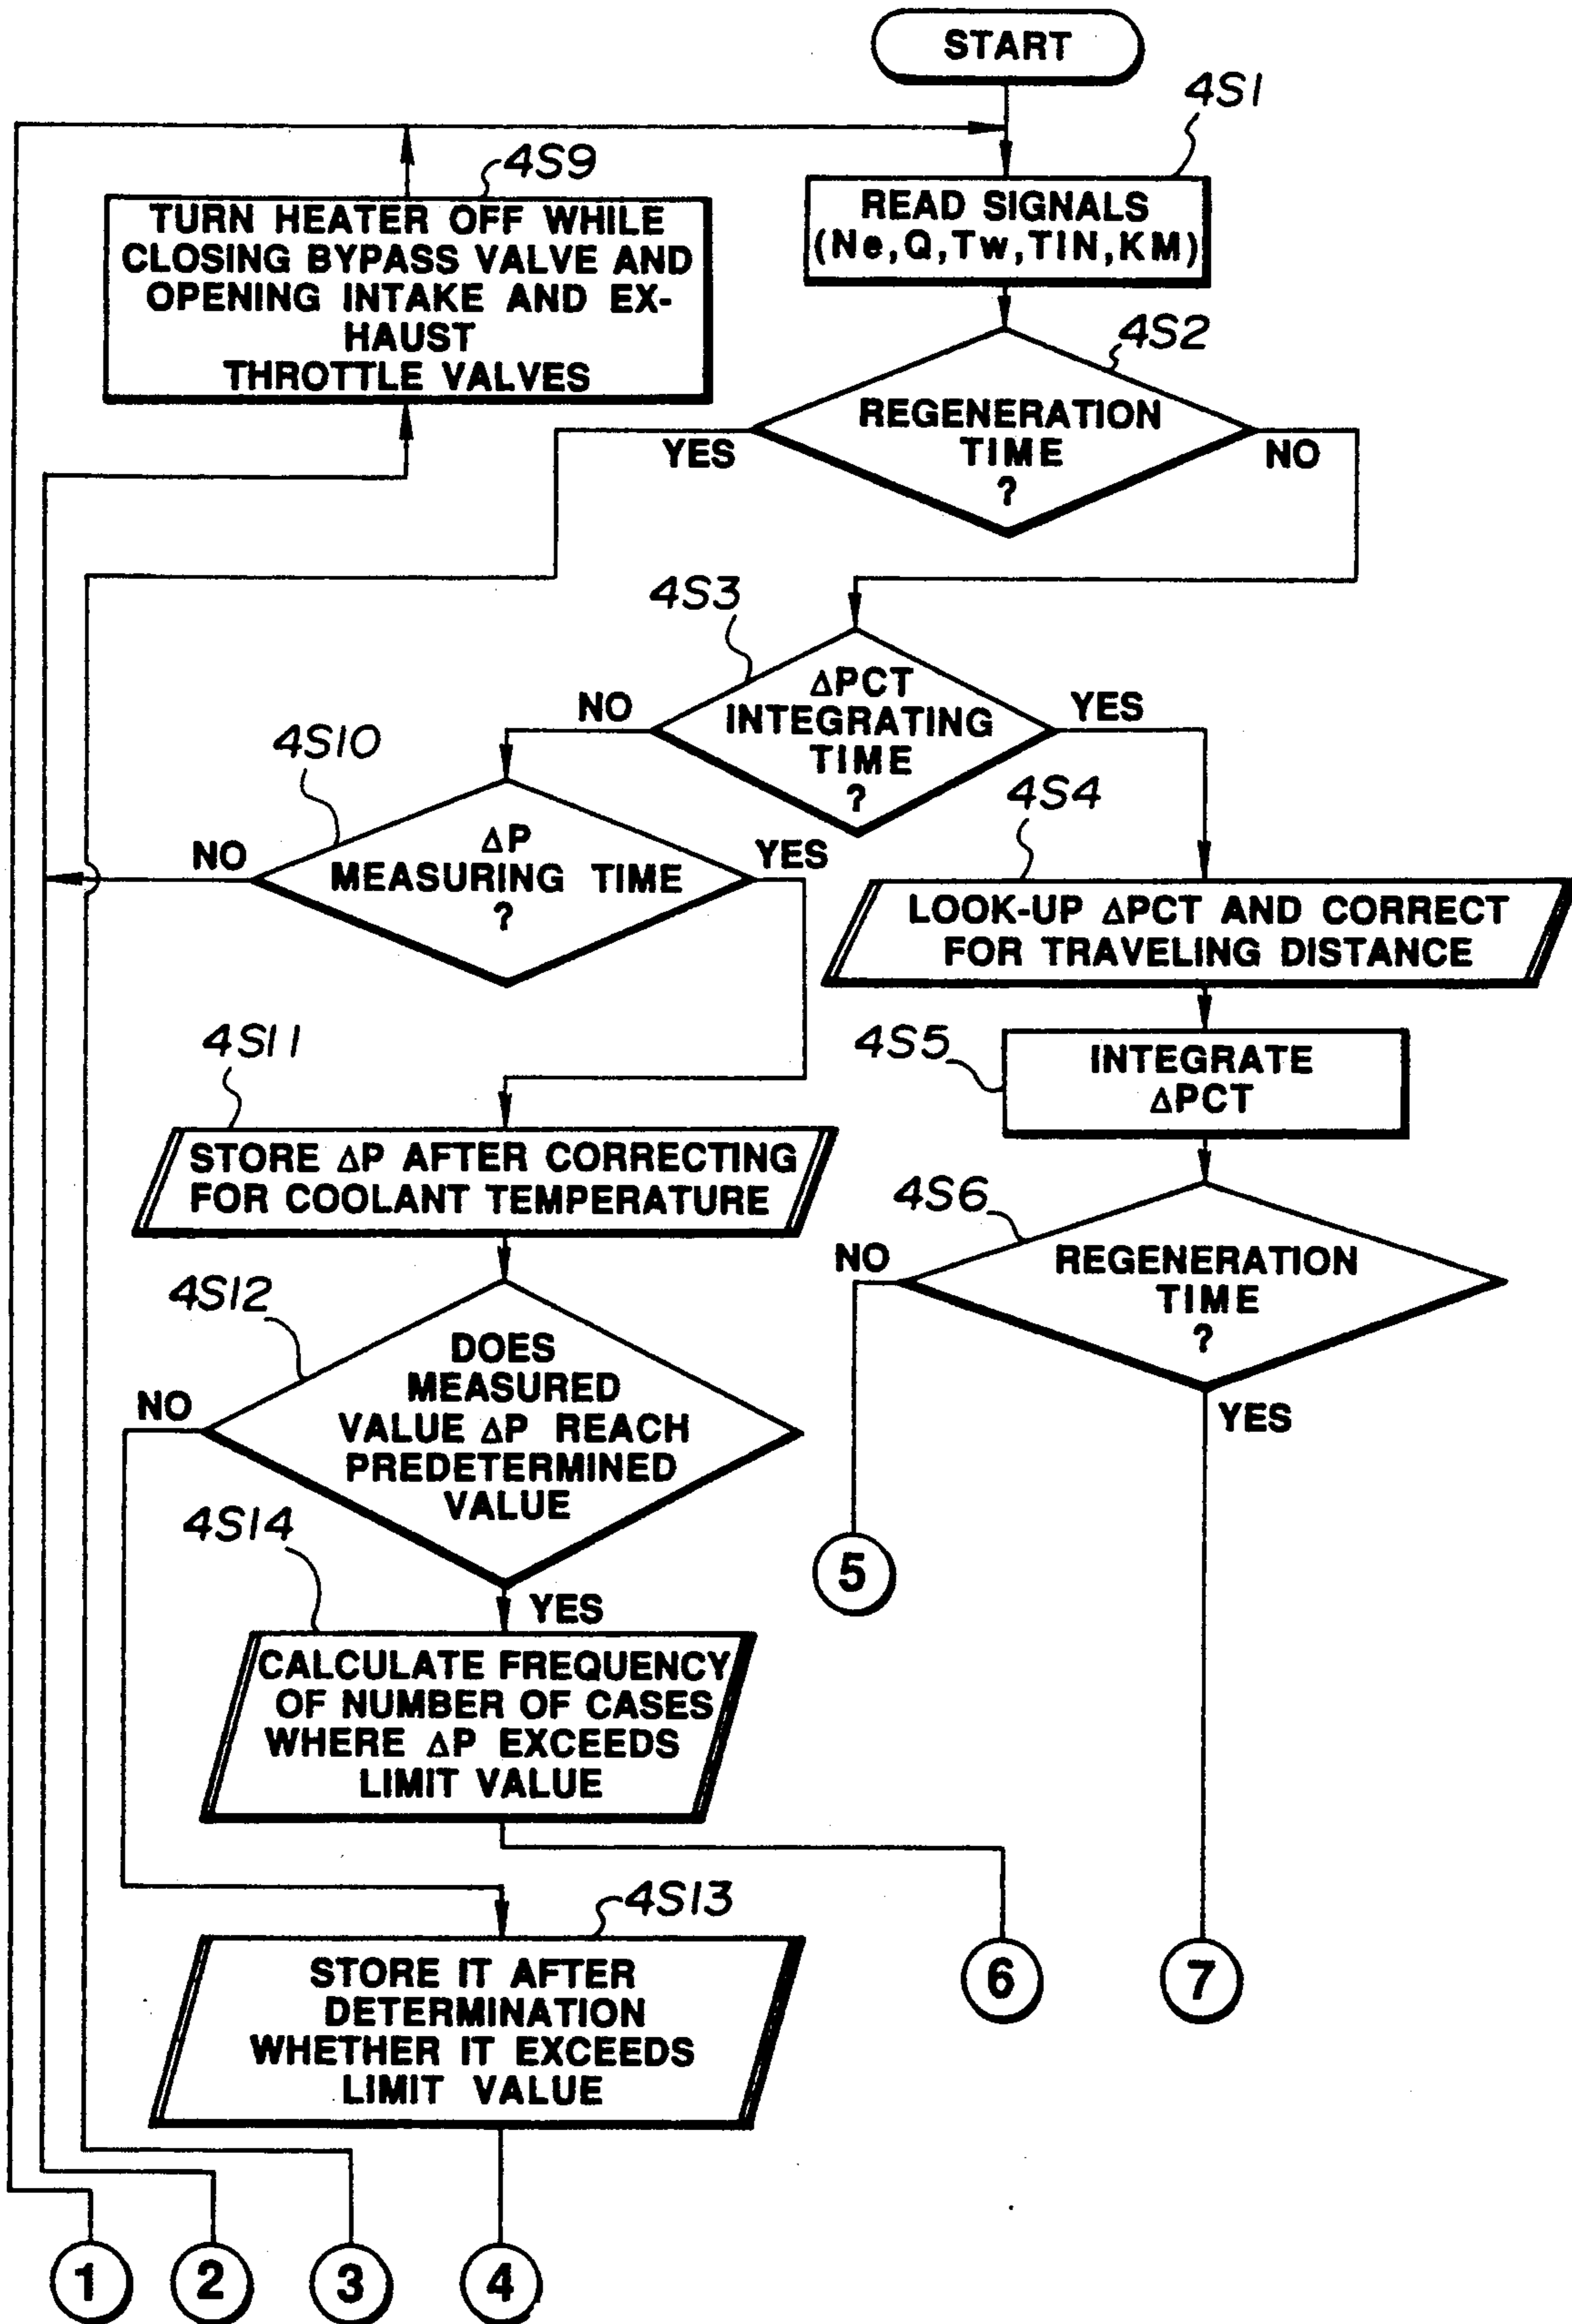 START
4S1
4S9
READ SIGNALS
(Ne,Q,Tw,TIN,KM)
TURN HEATER OFF WHILE
CLOSING BYPASS VALVE AND
OPENING INTAKE AND EX-
HAUST
THROTTLE VALVES
4S2
REGENERATION
TIME
?
YES
NO
4S3
ΔPCT
INTEGRATING
TIME
?
NO
YES
4S10
ΔP
MEASURING TIME
?
NO
YES
4S4
LOOK-UP ΔPCT AND CORRECT
FOR TRAVELING DISTANCE
4S5
INTEGRATE
ΔPCT
4S11
STORE ΔP AFTER CORRECTING
FOR COOLANT TEMPERATURE
4S6
REGENERATION
TIME
?
NO
YES
4S12
DOES
MEASURED
VALUE ΔP REACH
PREDETERMINED
VALUE
NO
YES
5
4S14
CALCULATE FREQUENCY
OF NUMBER OF CASES
WHERE ΔP EXCEEDS
LIMIT VALUE
4S13
STORE IT AFTER
DETERMINATION
WHETHER IT EXCEEDS
LIMIT VALUE
6
7
1
2
3
4